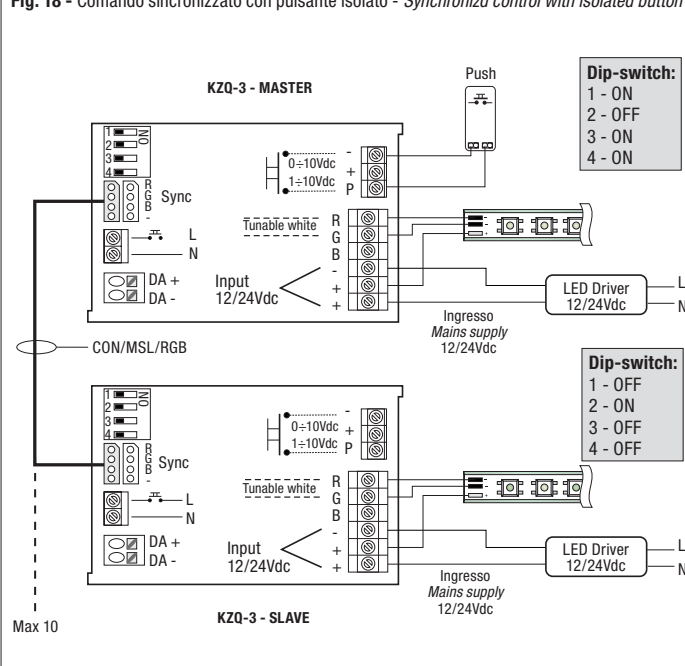 Fig. 18 - Comando sincronizzato con pulsante isolato - Synchronizd control with isolated button
KZQ-3 - MASTER
Push
Dip-switch:
1 - ON
2 - OFF
3 - ON
4 - ON
1
2
3
4
NO
R
G
B
-
Sync
L
N
DA +
DA -
0÷10Vdc
1÷10Vdc
-
+
P
Tunable white
R
G
B
-
+
+
Input
12/24Vdc
-
-
+
LED Driver
12/24Vdc
L
N
Ingresso
Mains supply
12/24Vdc
CON/MSL/RGB
Dip-switch:
1 - OFF
2 - ON
3 - OFF
4 - OFF
1
2
3
4
NO
R
G
B
-
Sync
L
N
DA +
DA -
0÷10Vdc
1÷10Vdc
-
+
P
Tunable white
R
G
B
-
+
+
Input
12/24Vdc
-
-
+
LED Driver
12/24Vdc
L
N
Ingresso
Mains supply
12/24Vdc
KZQ-3 - SLAVE
Max 10